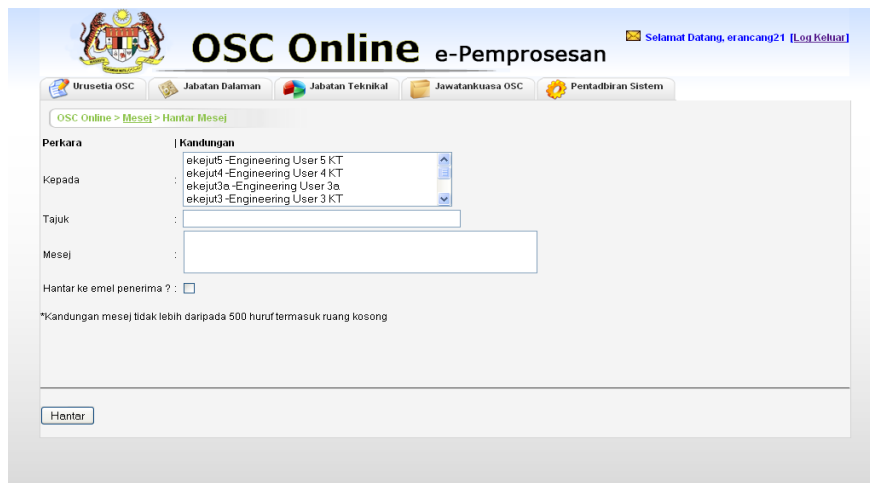 OSC Online e-Pemprosesan
Selamat Datang, erancang21 [Log Keluar]
Urusetia OSC
Jabatan Dalaman
Jabatan Teknikal
Jawatankuasa OSC
Pentadbiran Sistem
OSC Online > Mesej > Hantar Mesej
Perkara | Kandungan
ekejut5 -Engineering User 5 KT
ekejut4 -Engineering User 4 KT
ekejut3a -Engineering User 3a
ekejut3 -Engineering User 3 KT
Kepada :
Tajuk :
Mesej :
Hantar ke emel penerima ? :
*Kandungan mesej tidak lebih daripada 500 huruf termasuk ruang kosong
Hantar